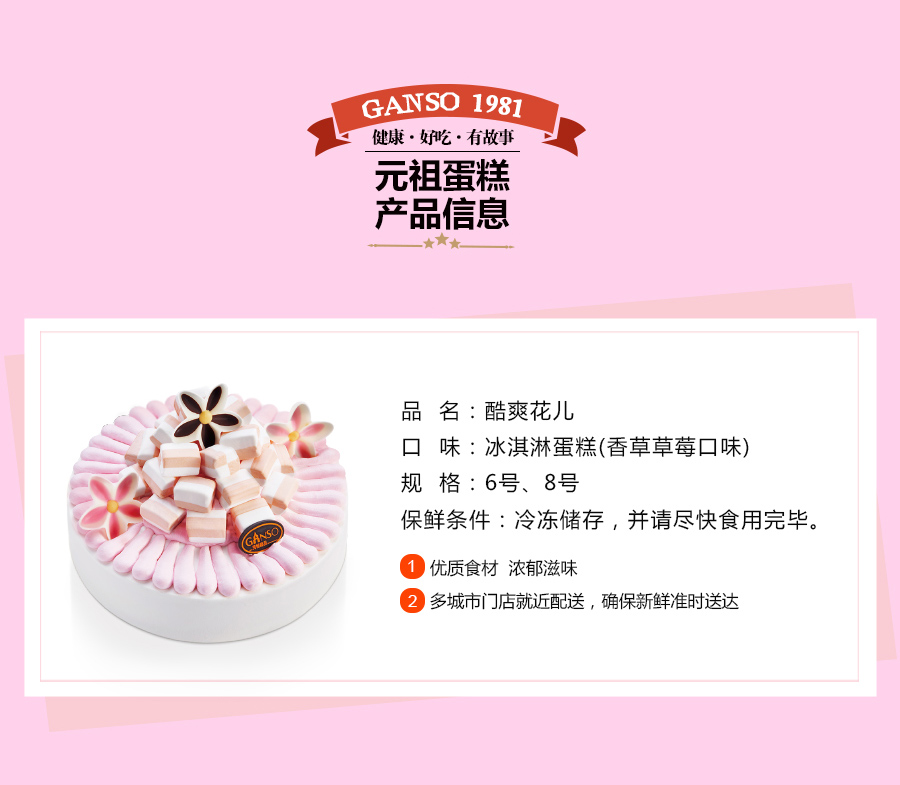 GANSO 1981
健康·好吃·有故事
元祖蛋糕
产品信息
品 名：酷爽花儿
口 味：冰淇淋蛋糕(香草草莓口味)
规 格：6号、8号
保鲜条件：冷冻储存，并请尽快食用完毕。
1 优质食材 浓郁滋味
2 多城市门店就近配送，确保新鲜准时送达
GANSO